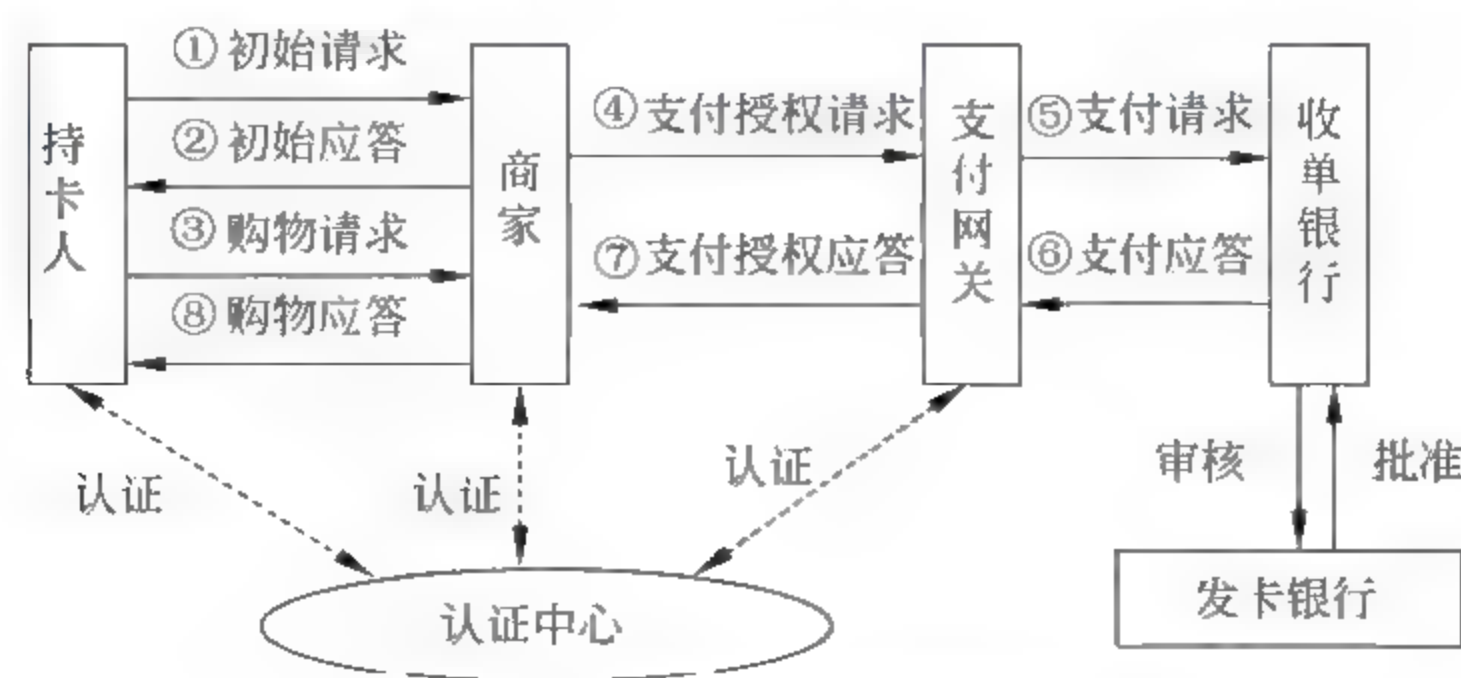 ①初始请求
②初始应答
③购物请求
⑧购物应答
④支付授权请求
⑦支付授权应答
⑤支付请求
⑥支付应答
持卡人
商家
支付网关
收单银行
认证
认证
认证
审核
批准
认证中心
发卡银行